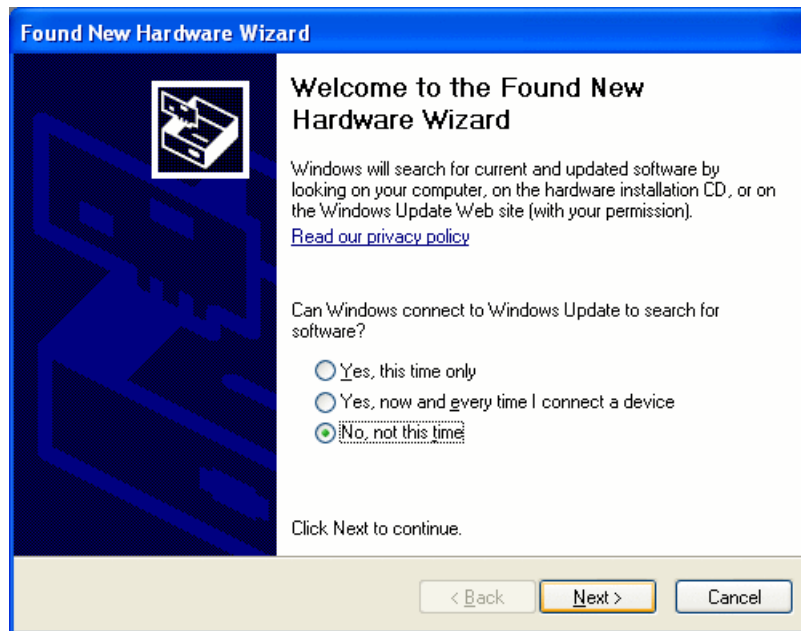 Found New Hardware Wizard
Welcome to the Found New
Hardware Wizard
Windows will search for current and updated software by
looking on your computer, on the hardware installation CD, or on
the Windows Update Web site (with your permission).
Read our privacy policy
Can Windows connect to Windows Update to search for
software?
Yes, this time only
Yes, now and every time I connect a device
No, not this time
Click Next to continue.
< Back
Next >
Cancel